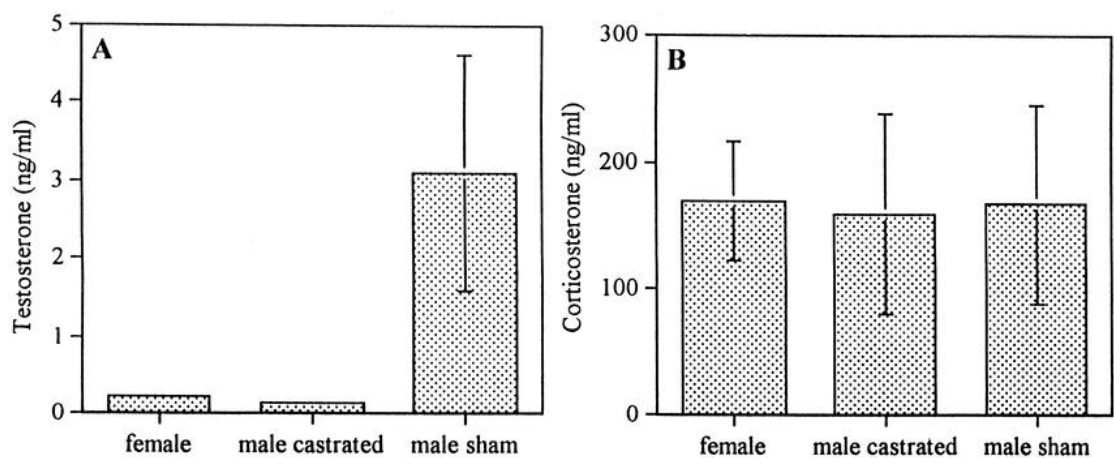 A
Testosterone (ng/ml)
5
4
3
2
1
0
female male castrated male sham
B
Corticosterone (ng/ml)
300
200
100
0
female male castrated male sham